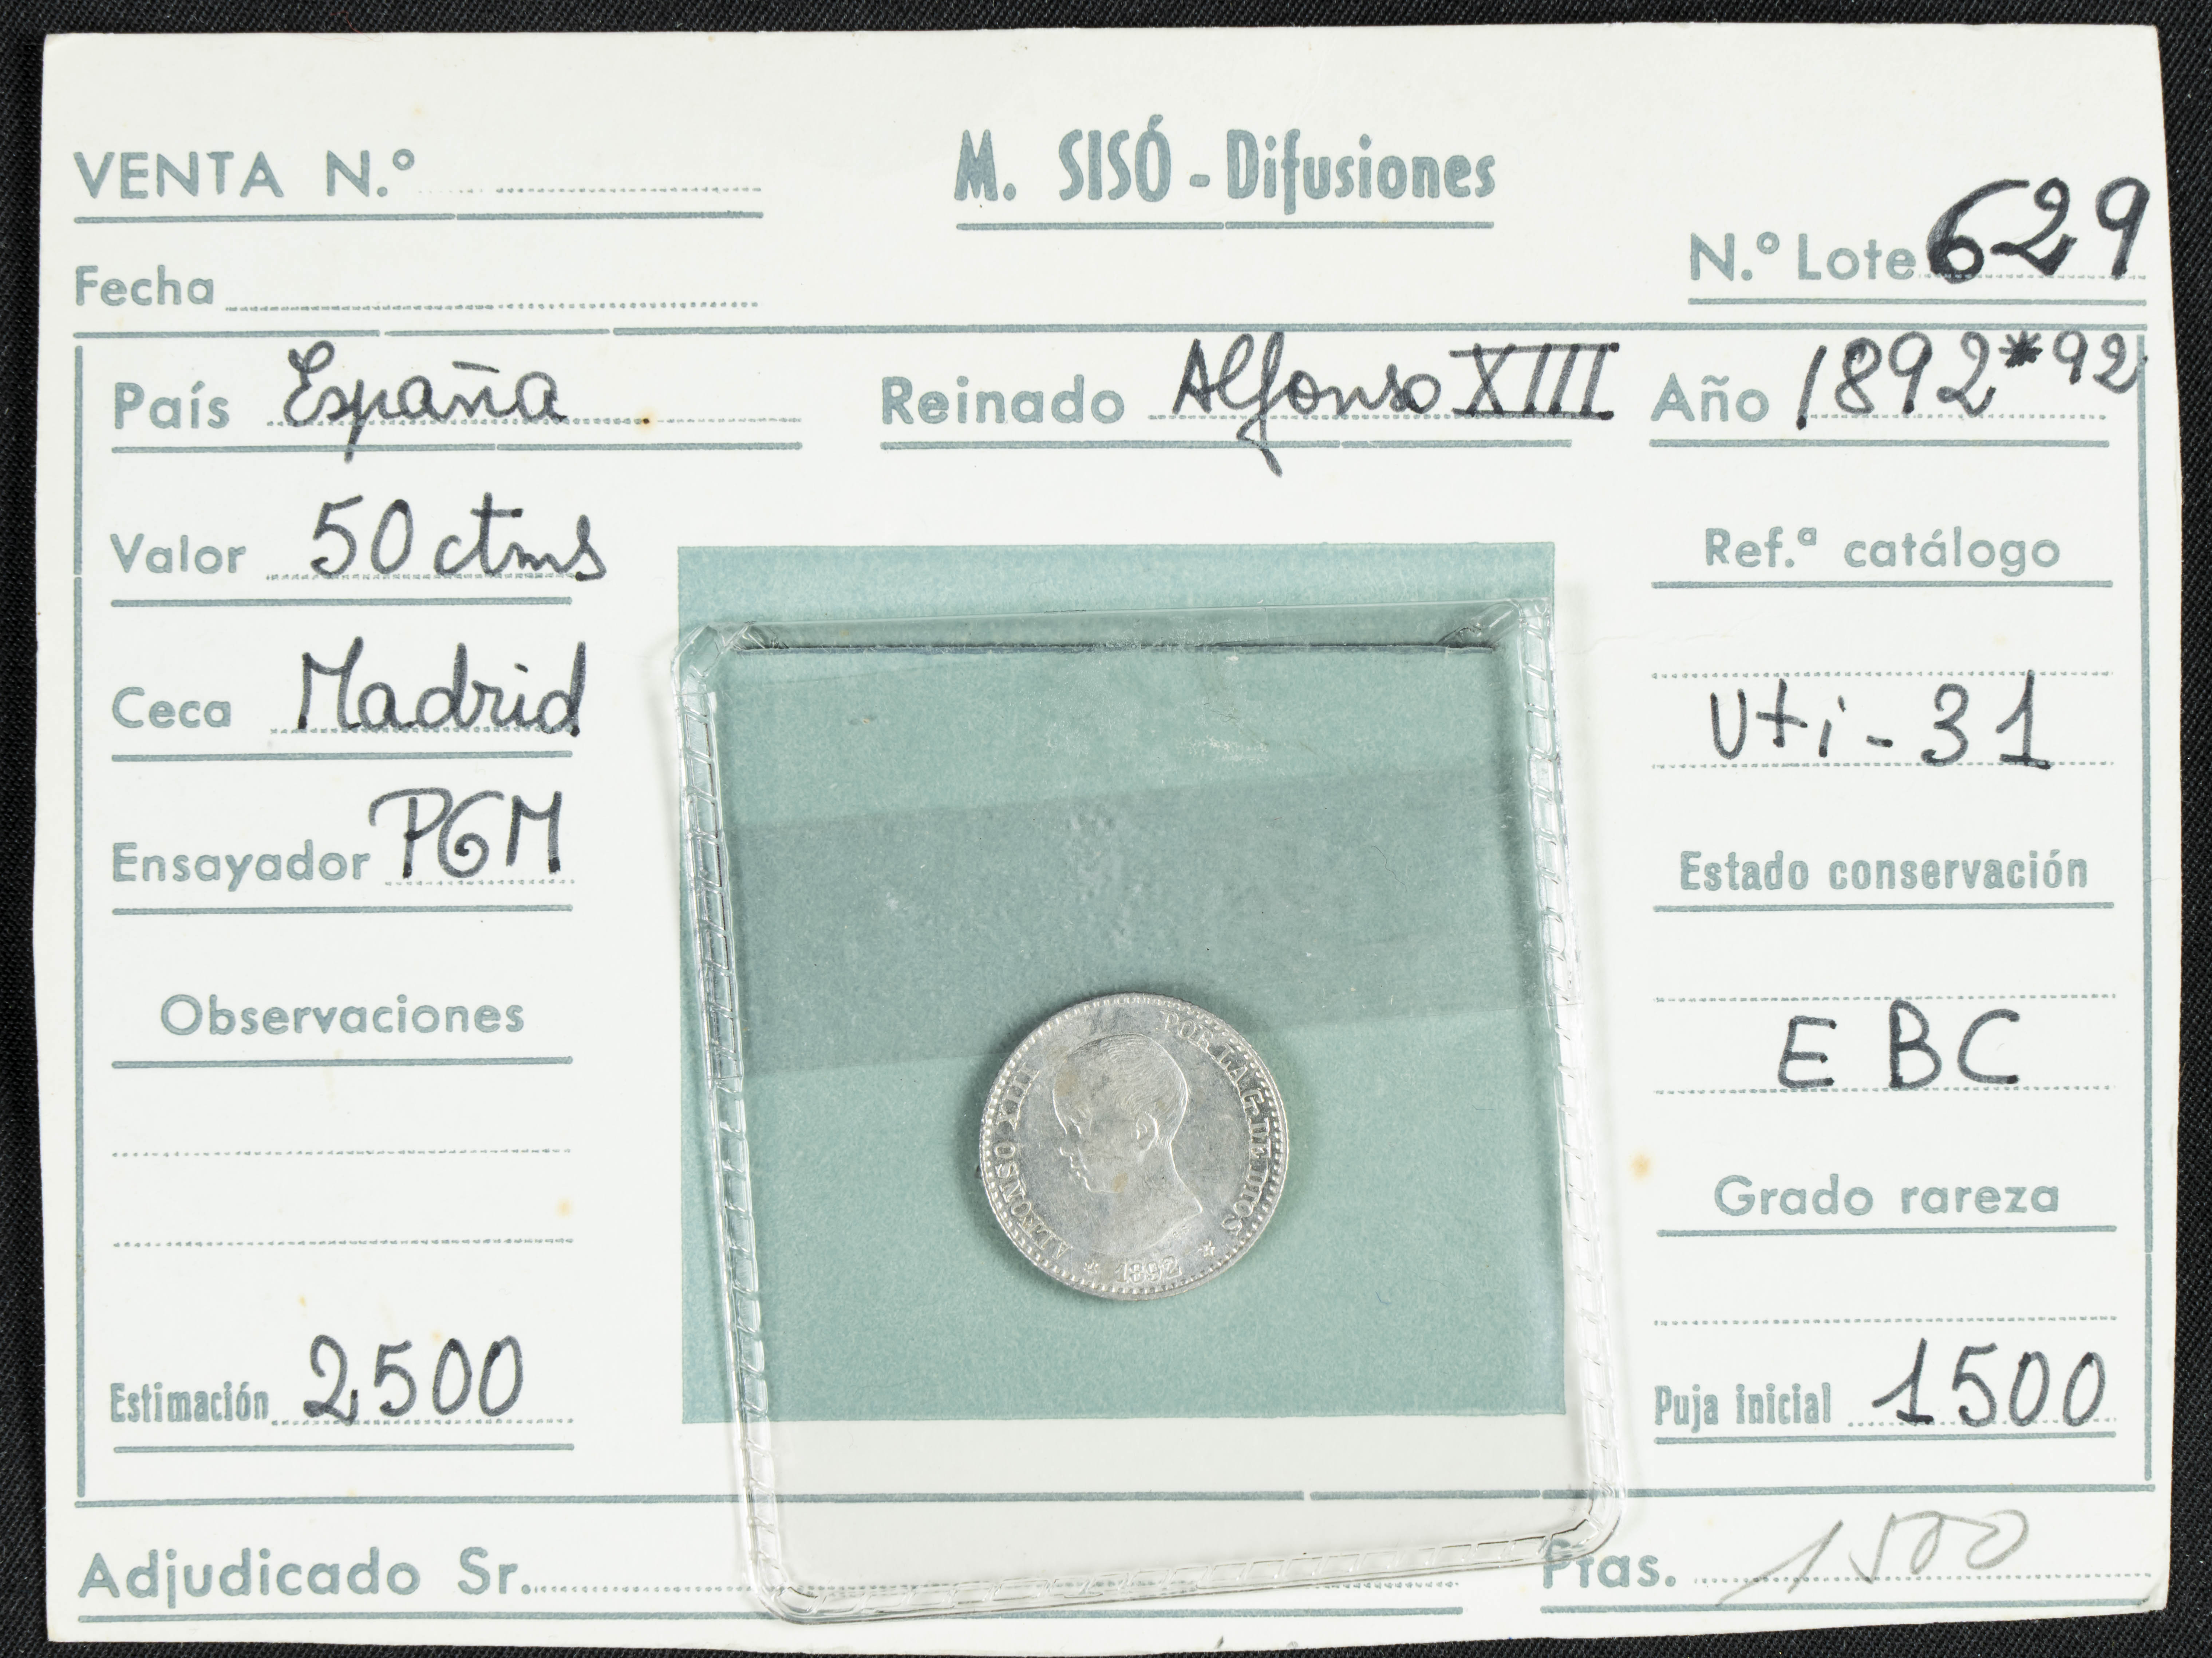 VENTA N.º
M. SISÓ - Difusiones
Fecha
N.º Lote 629
País España
Reinado Alfonso XIII
Año 1892*92
Valor 50 ctms
Ref.ª catálogo
Ceca Madrid
Uti-31
Ensayador PGM
Estado conservación
Observaciones
EBC
ALFONSO XIII POR LA G. DE DIOS
* 1892 *
Grado rareza
Estimación 2500
Puja inicial 1500
Adjudicado Sr.
Ptas. 1500